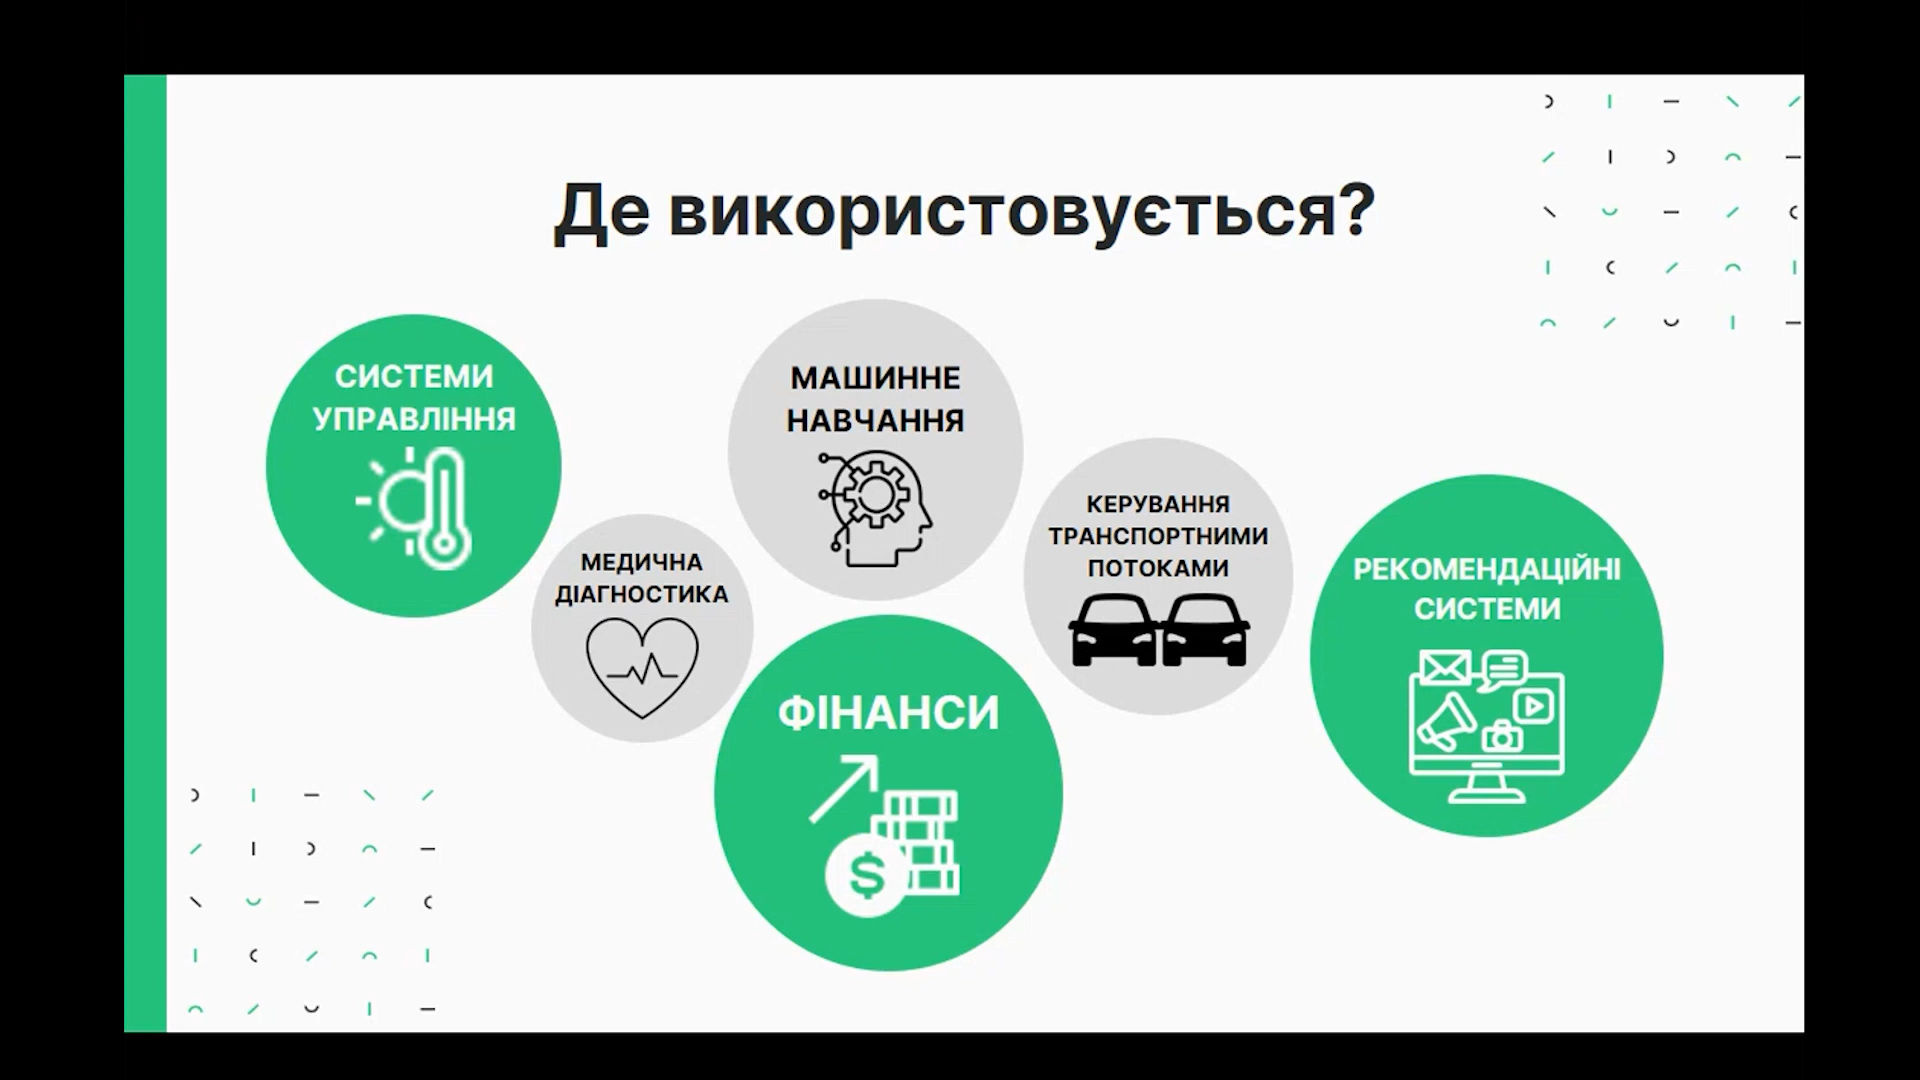 Де використовується?
СИСТЕМИ
УПРАВЛІННЯ
МЕДИЧНА
ДІАГНОСТИКА
МАШИННЕ
НАВЧАННЯ
ФІНАНСИ
$
КЕРУВАННЯ
ТРАНСПОРТНИМИ
ПОТОКАМИ
РЕКОМЕНДАЦІЙНІ
СИСТЕМИ